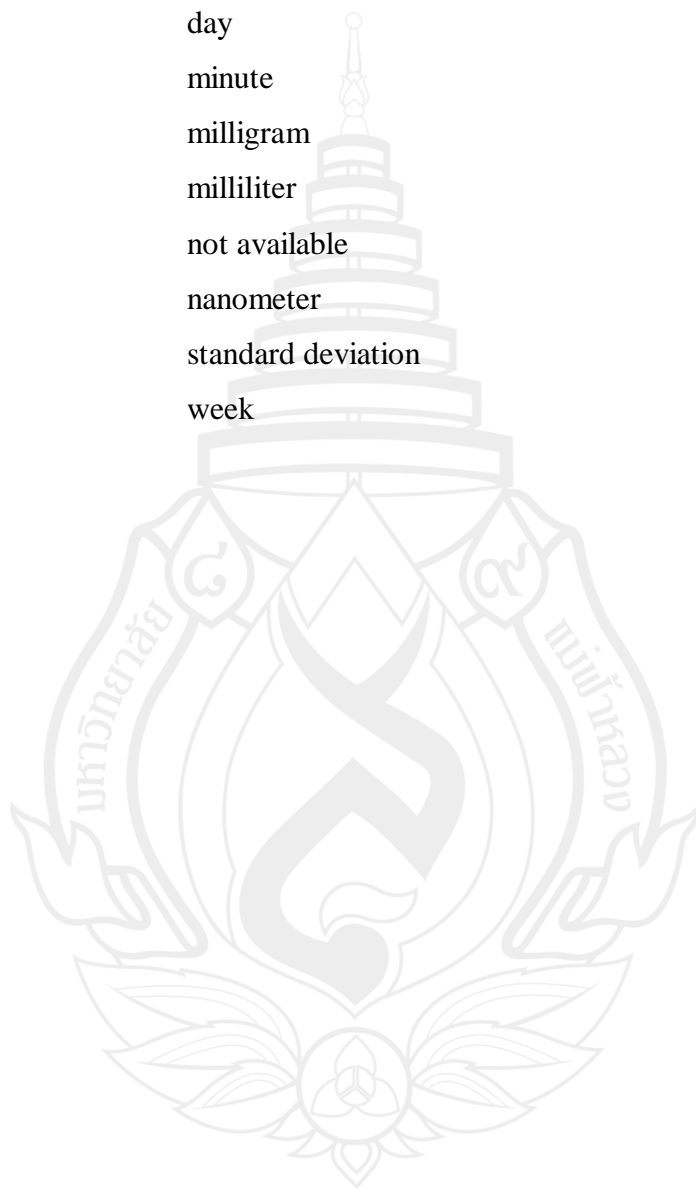 day
minute
milligram
milliliter
not available
nanometer
standard deviation
week
๘ ๙
มหาวิทยาลัย
แม่ฟ้าหลวง